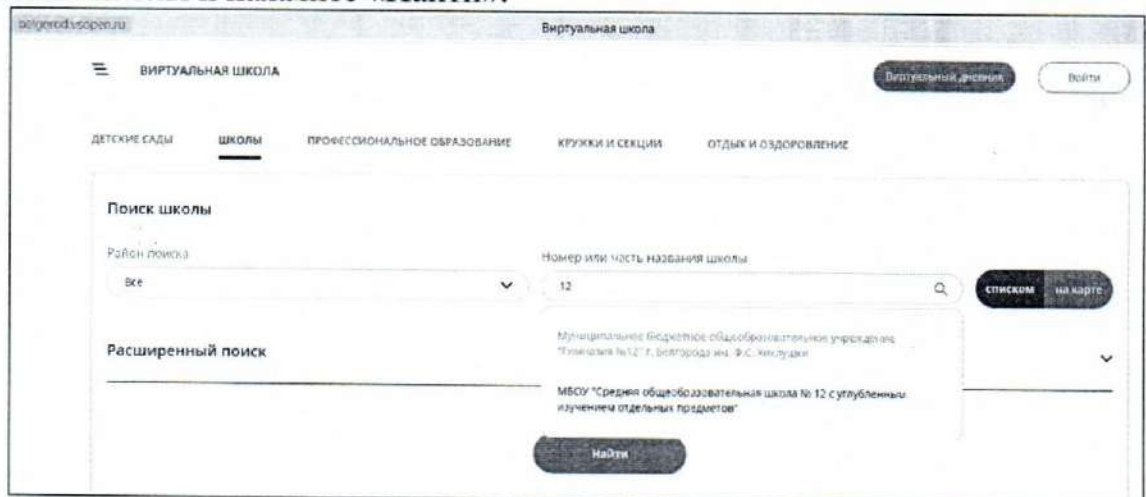 belgorod.vsopen.ru
Виртуальная школа
ВИРТУАЛЬНАЯ ШКОЛА
Виртуальный дневник
Войти
ДЕТСКИЕ САДЫ
ШКОЛЫ
ПРОФЕССИОНАЛЬНОЕ ОБРАЗОВАНИЕ
КРУЖКИ И СЕКЦИИ
ОТДЫХ И ОЗДОРОВЛЕНИЕ
Поиск школы
Район поиска
Номер или часть названия школы
Все
12
списком
на карте
Муниципальное бюджетное общеобразовательное учреждение
"Гимназия №12" г. Белгорода им. Ф.С. Хихлушки
Расширенный поиск
МБОУ "Средняя общеобразовательная школа № 12 с углубленным
изучением отдельных предметов"
Найти